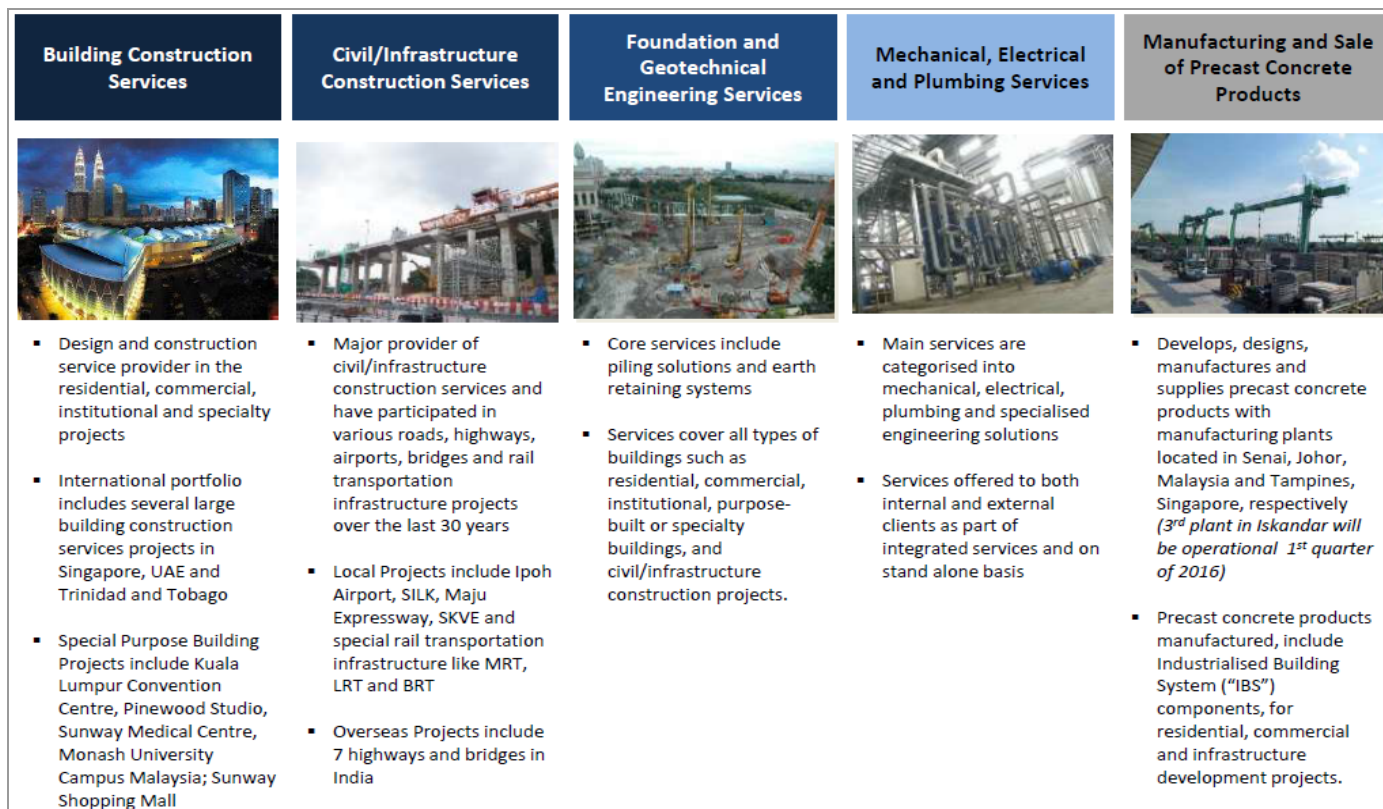 Building Construction
Services
Civil/Infrastructure
Construction Services
Foundation and
Geotechnical
Engineering Services
Mechanical, Electrical
and Plumbing Services
Manufacturing and Sale
of Precast Concrete
Products
▪ Design and construction
service provider in the
residential, commercial,
institutional and specialty
projects
▪ International portfolio
includes several large
building construction
services projects in
Singapore, UAE and
Trinidad and Tobago
▪ Special Purpose Building
Projects include Kuala
Lumpur Convention
Centre, Pinewood Studio,
Sunway Medical Centre,
Monash University
Campus Malaysia; Sunway
Shopping Mall
▪ Major provider of
civil/infrastructure
construction services and
have participated in
various roads, highways,
airports, bridges and rail
transportation
infrastructure projects
over the last 30 years
▪ Local Projects include Ipoh
Airport, SILK, Maju
Expressway, SKVE and
special rail transportation
infrastructure like MRT,
LRT and BRT
▪ Overseas Projects include
7 highways and bridges in
India
▪ Core services include
piling solutions and earth
retaining systems
▪ Services cover all types of
buildings such as
residential, commercial,
institutional, purpose-
built or specialty
buildings, and
civil/infrastructure
construction projects.
▪ Main services are
categorised into
mechanical, electrical,
plumbing and specialised
engineering solutions
▪ Services offered to both
internal and external
clients as part of
integrated services and on
stand alone basis
▪ Develops, designs,
manufactures and
supplies precast concrete
products with
manufacturing plants
located in Senai, Johor,
Malaysia and Tampines,
Singapore, respectively
(3rd plant in Iskandar will
be operational 1st quarter
of 2016)
▪ Precast concrete products
manufactured, include
Industrialised Building
System (“IBS”)
components, for
residential, commercial
and infrastructure
development projects.